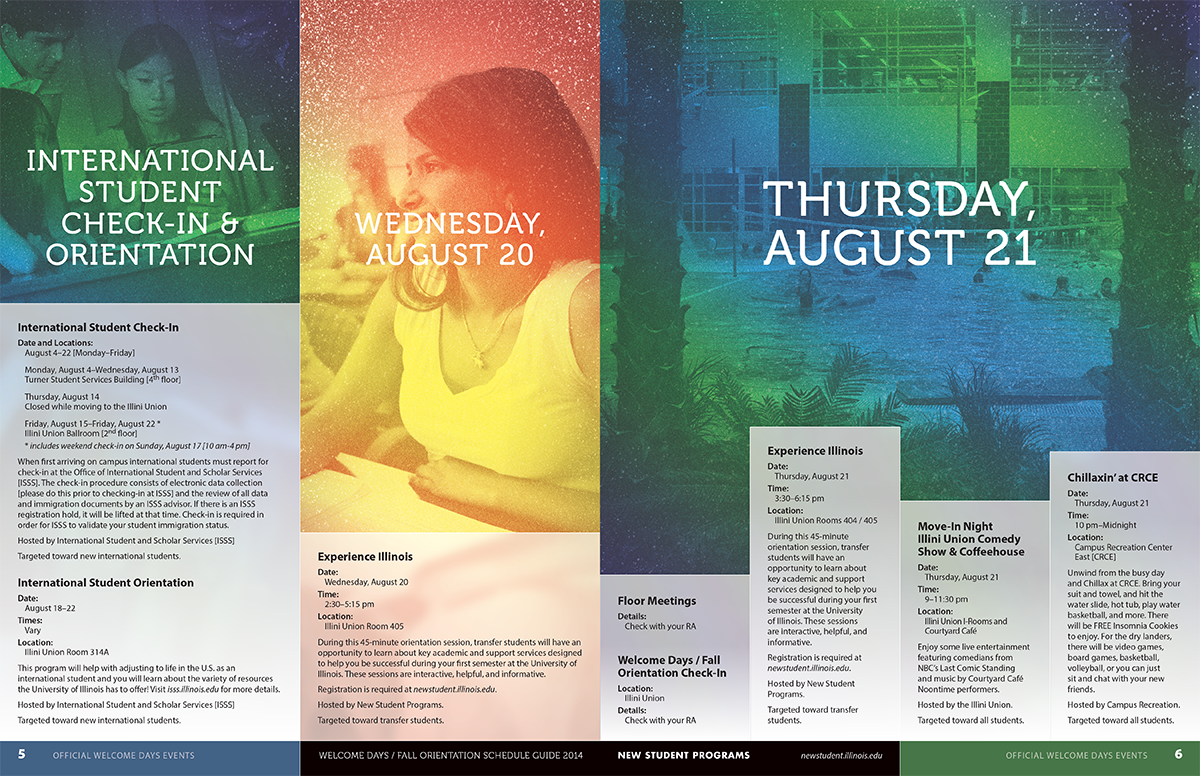 INTERNATIONAL
STUDENT
CHECK-IN &
ORIENTATION
International Student Check-In
Date and Locations:
August 4–22 [Monday–Friday]
Monday, August 4–Wednesday, August 13
Turner Student Services Building [4th floor]
Thursday, August 14
Closed while moving to the Illini Union
Friday, August 15–Friday, August 22 *
Illini Union Ballroom [2nd floor]
* includes weekend check-in on Sunday, August 17 [10 am-4 pm]
When first arriving on campus international students must report for
check-in at the Office of International Student and Scholar Services
[ISSS]. The check-in procedure consists of electronic data collection
[please do this prior to checking-in at ISSS] and the review of all data
and immigration documents by an ISSS advisor. If there is an ISSS
registration hold, it will be lifted at that time. Check-in is required in
order for ISSS to validate your student immigration status.
Hosted by International Student and Scholar Services [ISSS]
Targeted toward new international students.
International Student Orientation
Date:
August 18–22
Times:
Vary
Location:
Illini Union Room 314A
This program will help with adjusting to life in the U.S. as an
international student and you will learn about the variety of resources
the University of Illinois has to offer! Visit isss.illinois.edu for more details.
Hosted by International Student and Scholar Services [ISSS]
Targeted toward new international students.
WEDNESDAY,
AUGUST 20
Experience Illinois
Date:
Wednesday, August 20
Time:
2:30–5:15 pm
Location:
Illini Union Room 405
During this 45-minute orientation session, transfer students will have an
opportunity to learn about key academic and support services designed
to help you be successful during your first semester at the University of
Illinois. These sessions are interactive, helpful, and informative.
Registration is required at newstudent.illinois.edu.
Hosted by New Student Programs.
Targeted toward transfer students.
THURSDAY,
AUGUST 21
Floor Meetings
Details:
Check with your RA
Welcome Days / Fall
Orientation Check-In
Location:
Illini Union
Details:
Check with your RA
Experience Illinois
Date:
Thursday, August 21
Time:
3:30–6:15 pm
Location:
Illini Union Rooms 404 / 405
During this 45-minute
orientation session, transfer
students will have an
opportunity to learn about
key academic and support
services designed to help you
be successful during your first
semester at the University
of Illinois. These sessions
are interactive, helpful, and
informative.
Registration is required at
newstudent.illinois.edu.
Hosted by New Student
Programs.
Targeted toward transfer
students.
Move-In Night
Illini Union Comedy
Show & Coffeehouse
Date:
Thursday, August 21
Time:
9–11:30 pm
Location:
Illini Union I-Rooms and
Courtyard Café
Enjoy some live entertainment
featuring comedians from
NBC's Last Comic Standing
and music by Courtyard Café
Noontime performers.
Hosted by the Illini Union.
Targeted toward all students.
Chillaxin' at CRCE
Date:
Thursday, August 21
Time:
10 pm–Midnight
Location:
Campus Recreation Center
East [CRCE]
Unwind from the busy day
and Chillax at CRCE. Bring your
suit and towel, and hit the
water slide, hot tub, play water
basketball, and more. There
will be FREE Insomnia Cookies
to enjoy. For the dry landers,
there will be video games,
board games, basketball,
volleyball, or you can just
sit and chat with your new
friends.
Hosted by Campus Recreation.
Targeted toward all students.
5 OFFICIAL WELCOME DAYS EVENTS
WELCOME DAYS / FALL ORIENTATION SCHEDULE GUIDE 2014
NEW STUDENT PROGRAMS newstudent.illinois.edu
OFFICIAL WELCOME DAYS EVENTS 6